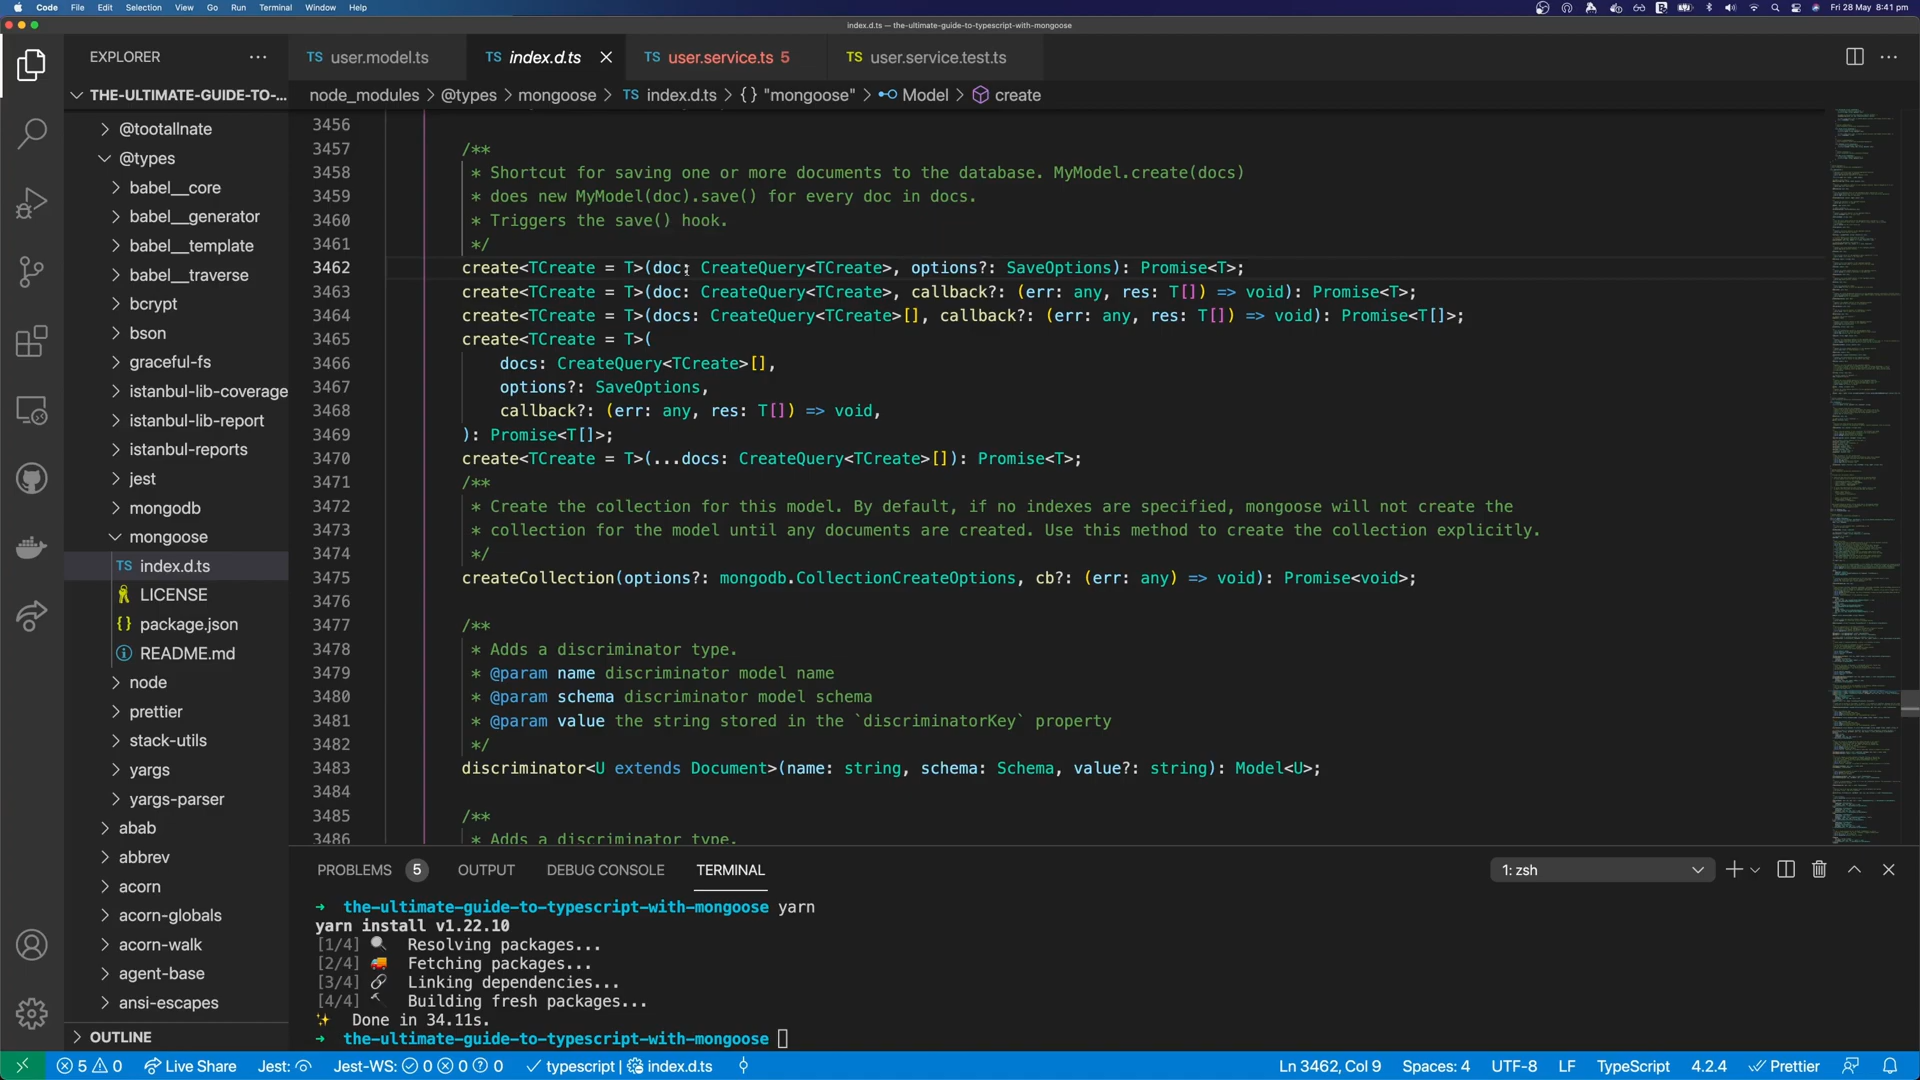 Code File Edit Selection View Go Run Terminal Window Help
Fri 28 May 8:41 pm
index.d.ts — the-ultimate-guide-to-typescript-with-mongoose
EXPLORER
TS user.model.ts
TS index.d.ts
TS user.service.ts 5
TS user.service.test.ts
THE-ULTIMATE-GUIDE-TO-...
node_modules > @types > mongoose > TS index.d.ts > {} "mongoose" > Model > create
@tootallnate
@types
babel__core
babel__generator
babel__template
babel__traverse
bcrypt
bson
graceful-fs
istanbul-lib-coverage
istanbul-lib-report
istanbul-reports
jest
mongodb
mongoose
TS index.d.ts
LICENSE
{} package.json
README.md
node
prettier
stack-utils
yargs
yargs-parser
abab
abbrev
acorn
acorn-globals
acorn-walk
agent-base
ansi-escapes
OUTLINE
3456
3457 /**
3458 * Shortcut for saving one or more documents to the database. MyModel.create(docs)
3459 * does new MyModel(doc).save() for every doc in docs.
3460 * Triggers the save() hook.
3461 */
3462 create<TCreate = T>(doc: CreateQuery<TCreate>, options?: SaveOptions): Promise<T>;
3463 create<TCreate = T>(doc: CreateQuery<TCreate>, callback?: (err: any, res: T[]) => void): Promise<T>;
3464 create<TCreate = T>(docs: CreateQuery<TCreate>[], callback?: (err: any, res: T[]) => void): Promise<T[]>;
3465 create<TCreate = T>(
3466 docs: CreateQuery<TCreate>[],
3467 options?: SaveOptions,
3468 callback?: (err: any, res: T[]) => void,
3469 ): Promise<T[]>;
3470 create<TCreate = T>(...docs: CreateQuery<TCreate>[]): Promise<T>;
3471 /**
3472 * Create the collection for this model. By default, if no indexes are specified, mongoose will not create the
3473 * collection for the model until any documents are created. Use this method to create the collection explicitly.
3474 */
3475 createCollection(options?: mongodb.CollectionCreateOptions, cb?: (err: any) => void): Promise<void>;
3476
3477 /**
3478 * Adds a discriminator type.
3479 * @param name discriminator model name
3480 * @param schema discriminator model schema
3481 * @param value the string stored in the `discriminatorKey` property
3482 */
3483 discriminator<U extends Document>(name: string, schema: Schema, value?: string): Model<U>;
3484
3485 /**
3486 * Adds a discriminator type.
PROBLEMS 5 OUTPUT DEBUG CONSOLE TERMINAL
1: zsh
→ the-ultimate-guide-to-typescript-with-mongoose yarn
yarn install v1.22.10
[1/4] 🔍 Resolving packages...
[2/4] 🚚 Fetching packages...
[3/4] 🔗 Linking dependencies...
[4/4] 🔨 Building fresh packages...
✨ Done in 34.11s.
→ the-ultimate-guide-to-typescript-with-mongoose
5 0 Live Share Jest: Jest-WS: 0 0 0 typescript | index.d.ts
Ln 3462, Col 9 Spaces: 4 UTF-8 LF TypeScript 4.2.4 Prettier